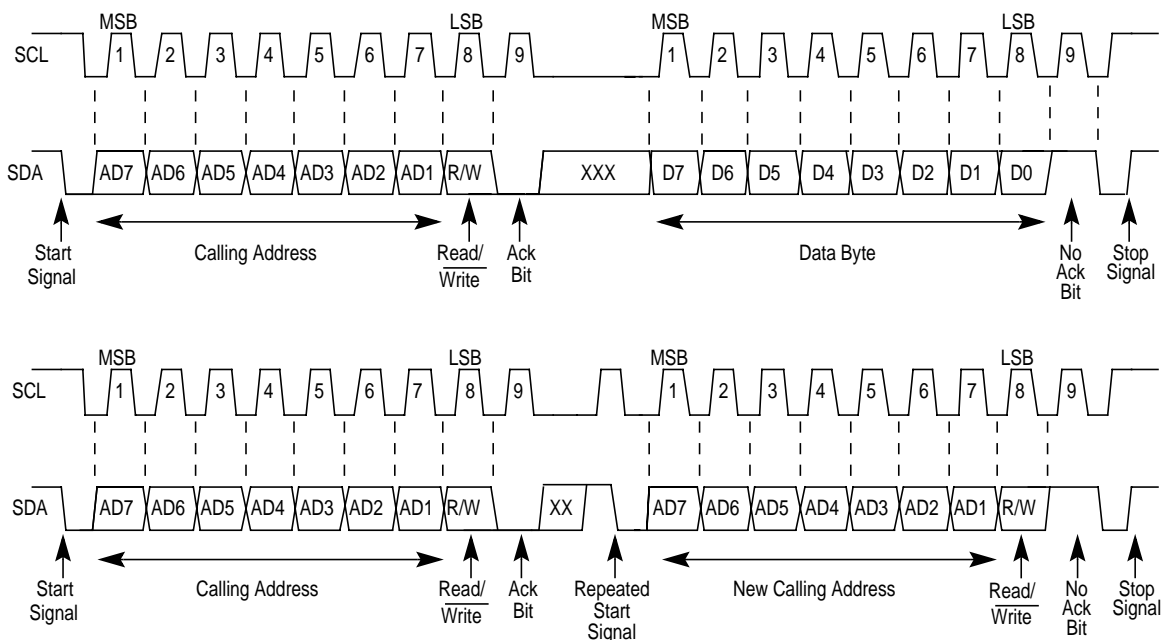 MSB LSB MSB LSB
SCL 1 2 3 4 5 6 7 8 9 1 2 3 4 5 6 7 8 9
SDA AD7 AD6 AD5 AD4 AD3 AD2 AD1 R/W XXX D7 D6 D5 D4 D3 D2 D1 D0
Start Calling Address Read/ Ack Data Byte No Stop
Signal Write Bit Ack Signal
Bit
MSB LSB MSB LSB
SCL 1 2 3 4 5 6 7 8 9 1 2 3 4 5 6 7 8 9
SDA AD7 AD6 AD5 AD4 AD3 AD2 AD1 R/W XX AD7 AD6 AD5 AD4 AD3 AD2 AD1 R/W
Start Calling Address Read/ Ack Repeated New Calling Address Read/ No Stop
Signal Write Bit Start Write Ack Signal
Signal Bit